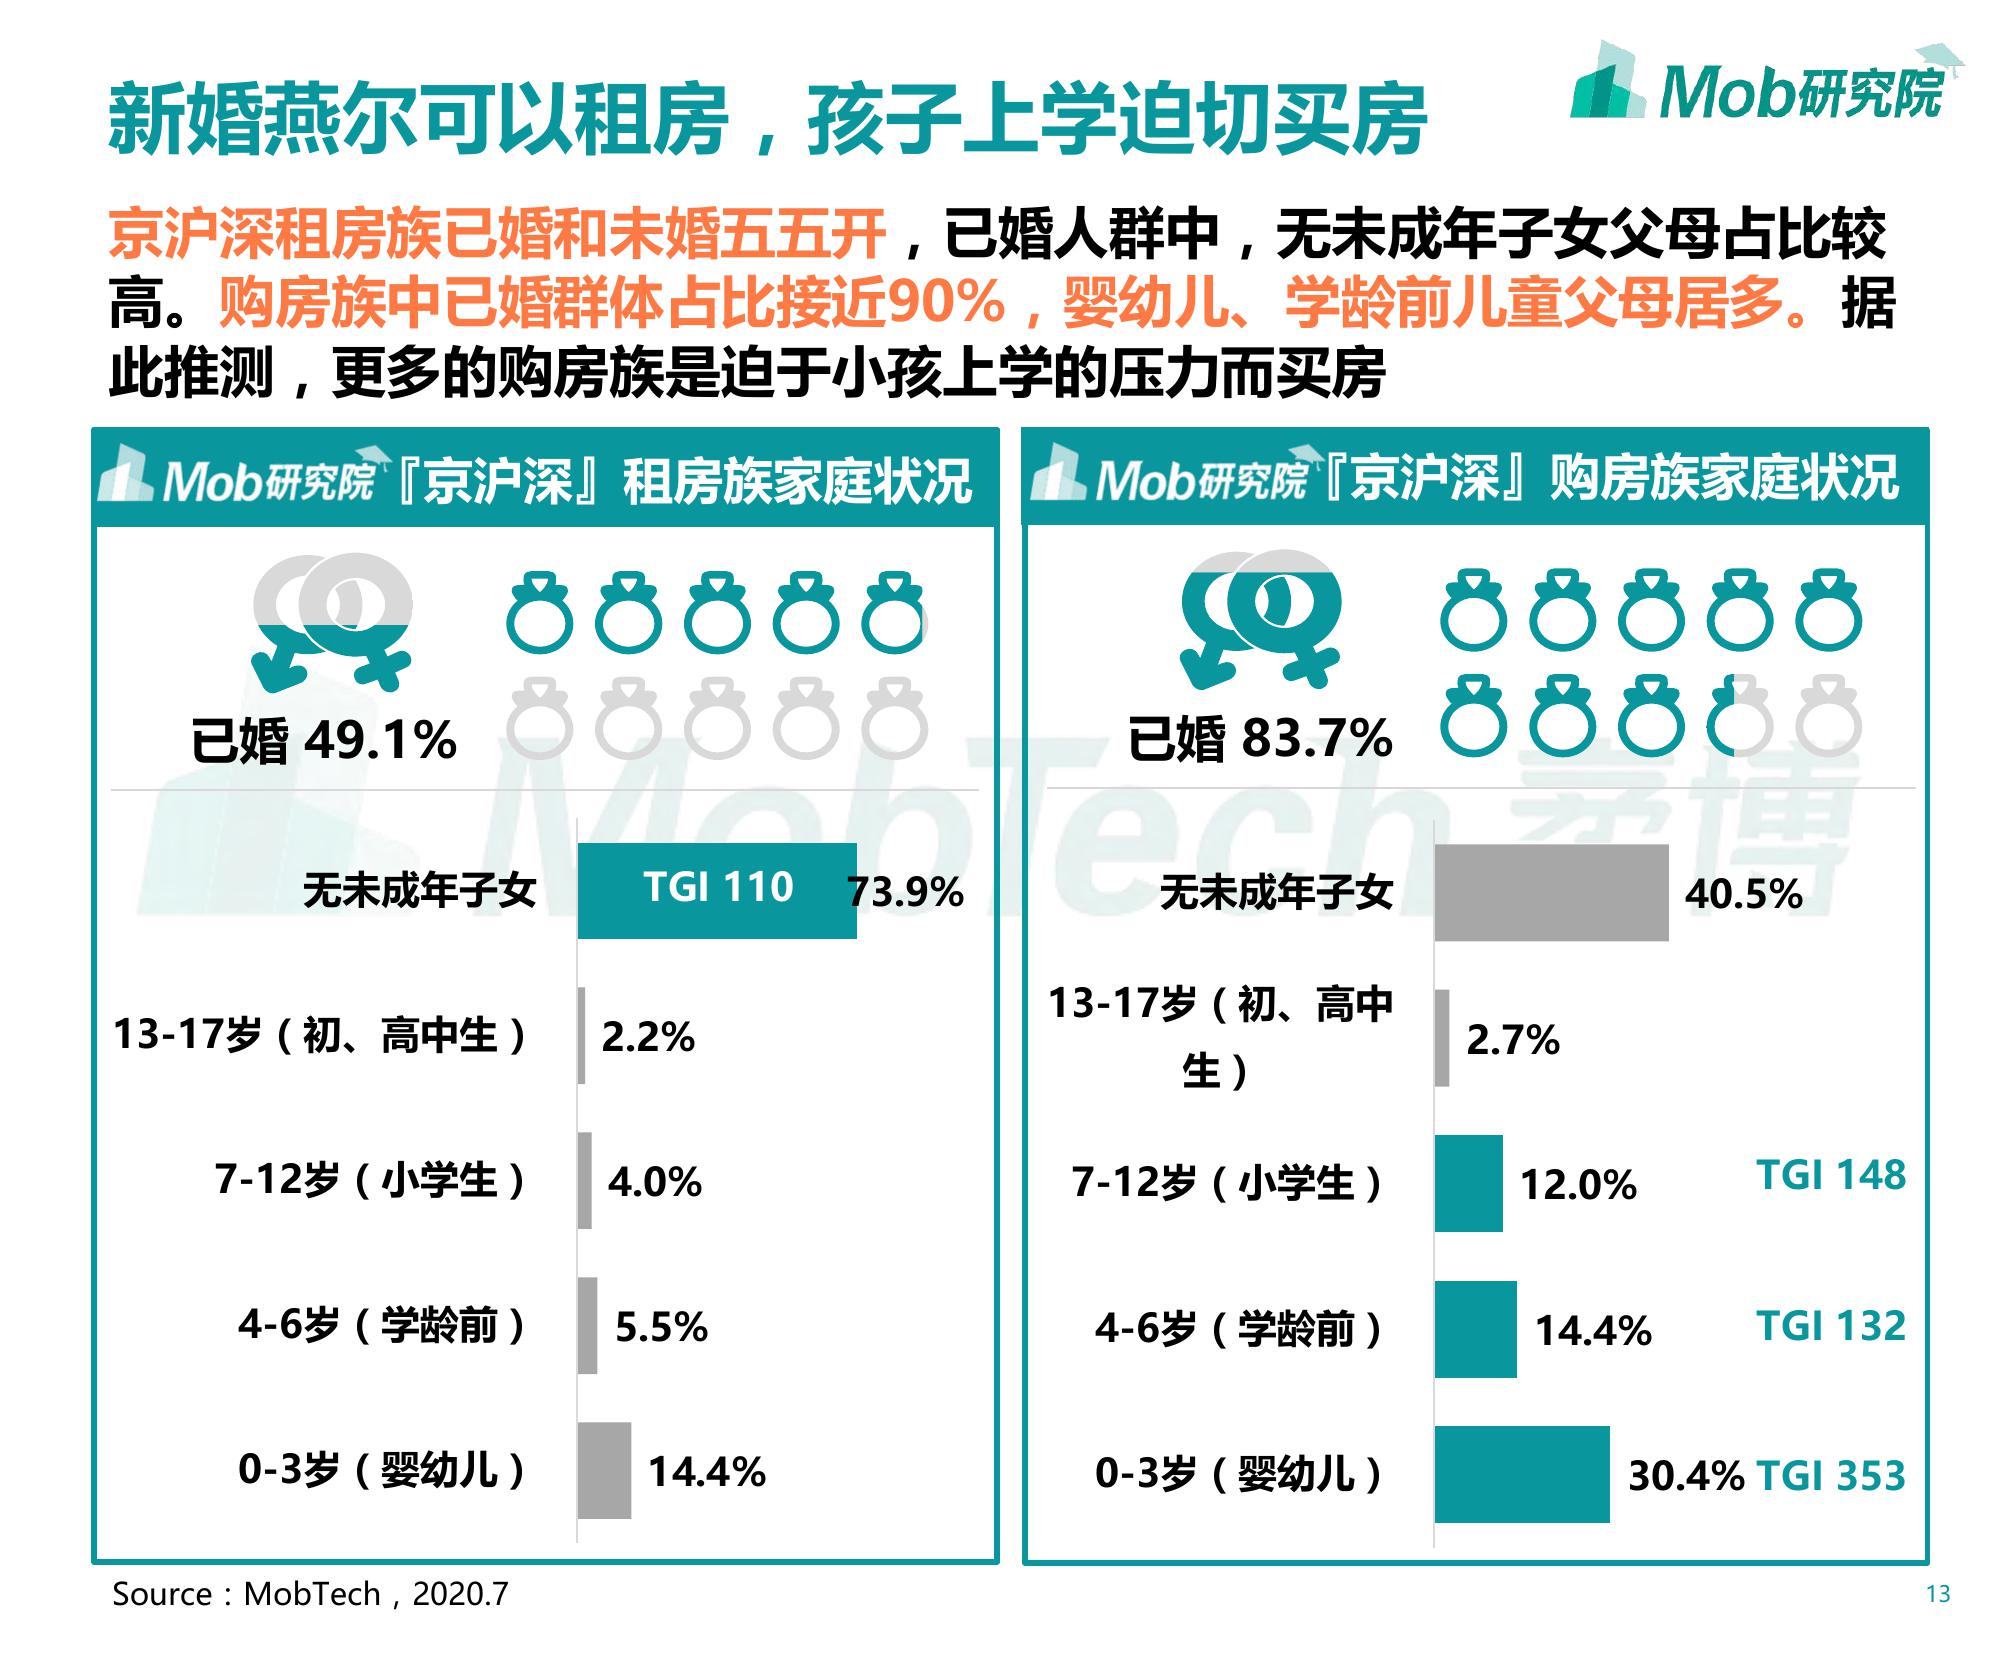 新婚燕尔可以租房，孩子上学迫切买房
Mob研究院
京沪深租房族已婚和未婚五五开，已婚人群中，无未成年子女父母占比较
高。购房族中已婚群体占比接近90%，婴幼儿、学龄前儿童父母居多。据
此推测，更多的购房族是迫于小孩上学的压力而买房
Mob研究院『京沪深』租房族家庭状况
已婚 49.1%
无未成年子女 TGI 110 73.9%
13-17岁（初、高中生） 2.2%
7-12岁（小学生） 4.0%
4-6岁（学龄前） 5.5%
0-3岁（婴幼儿） 14.4%
Mob研究院『京沪深』购房族家庭状况
已婚 83.7%
无未成年子女 40.5%
13-17岁（初、高中
生） 2.7%
7-12岁（小学生） 12.0% TGI 148
4-6岁（学龄前） 14.4% TGI 132
0-3岁（婴幼儿） 30.4% TGI 353
MobTech 袤博
Source：MobTech，2020.7
13